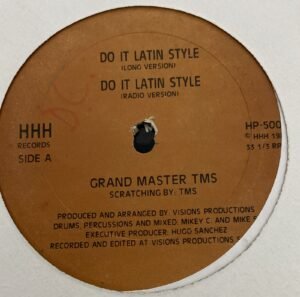 DO IT LATIN STYLE
(LONG VERSION)
DO IT LATIN STYLE
(RADIO VERSION)
HHH
RECORDS
SIDE A
HP-500
© HHH 19
33 1/3 RP
GRAND MASTER TMS
SCRATCHING BY: TMS
PRODUCED AND ARRANGED BY: VISIONS PRODUCTIONS
DRUMS, PERCUSSIONS AND MIXED: MIKEY C. AND MIKE
EXECUTIVE PRODUCER: HUGO SANCHEZ
RECORDED AND EDITED AT VISIONS PRODUCTIONS